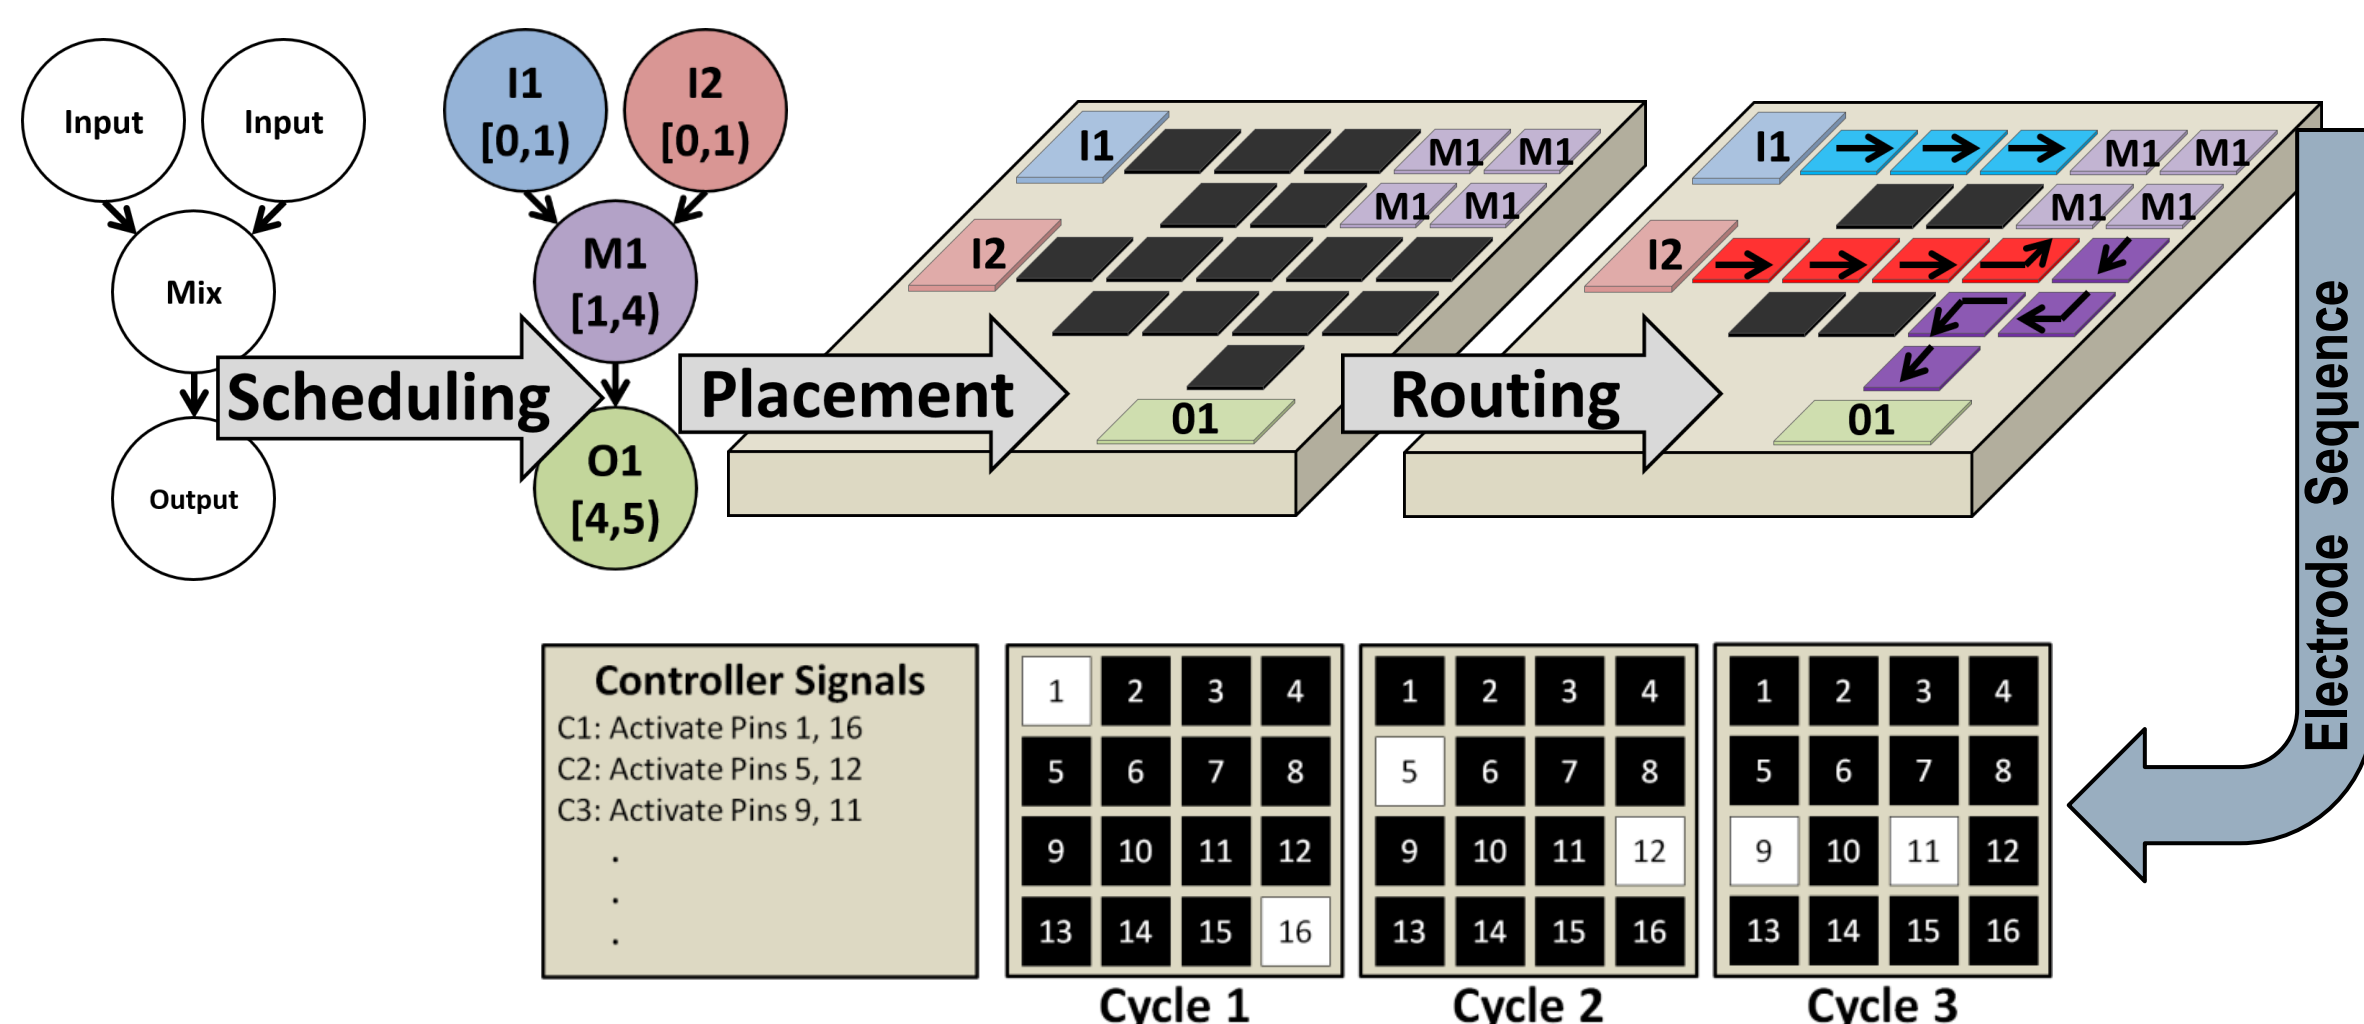 Input
Input
Mix
Output
Scheduling
I1
[0,1)
I2
[0,1)
M1
[1,4)
O1
[4,5)
Placement
I1
M1 M1
M1 M1
I2
01
Routing
I1
M1 M1
M1 M1
I2
01
Electrode Sequence
Controller Signals
C1: Activate Pins 1, 16
C2: Activate Pins 5, 12
C3: Activate Pins 9, 11
.
.
.
1 2 3 4
5 6 7 8
9 10 11 12
13 14 15 16
Cycle 1
1 2 3 4
5 6 7 8
9 10 11 12
13 14 15 16
Cycle 2
1 2 3 4
5 6 7 8
9 10 11 12
13 14 15 16
Cycle 3